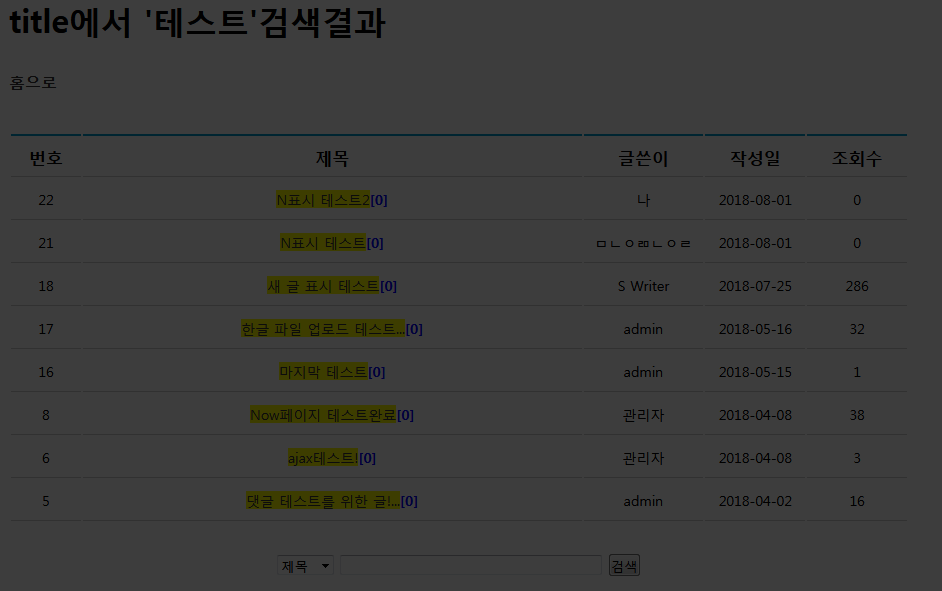 title에서 '테스트'검색결과
홈으로
번호 제목 글쓴이 작성일 조회수
22 N표시 테스트2[0] 나 2018-08-01 0
21 N표시 테스트[0] ㅁㄴㅇㄻㄴㅇㄹ 2018-08-01 0
18 새 글 표시 테스트[0] S Writer 2018-07-25 286
17 한글 파일 업로드 테스트...[0] admin 2018-05-16 32
16 마지막 테스트[0] admin 2018-05-15 1
8 Now페이지 테스트완료[0] 관리자 2018-04-08 38
6 ajax테스트![0] 관리자 2018-04-08 3
5 댓글 테스트를 위한 글!...[0] admin 2018-04-02 16
제목 검색